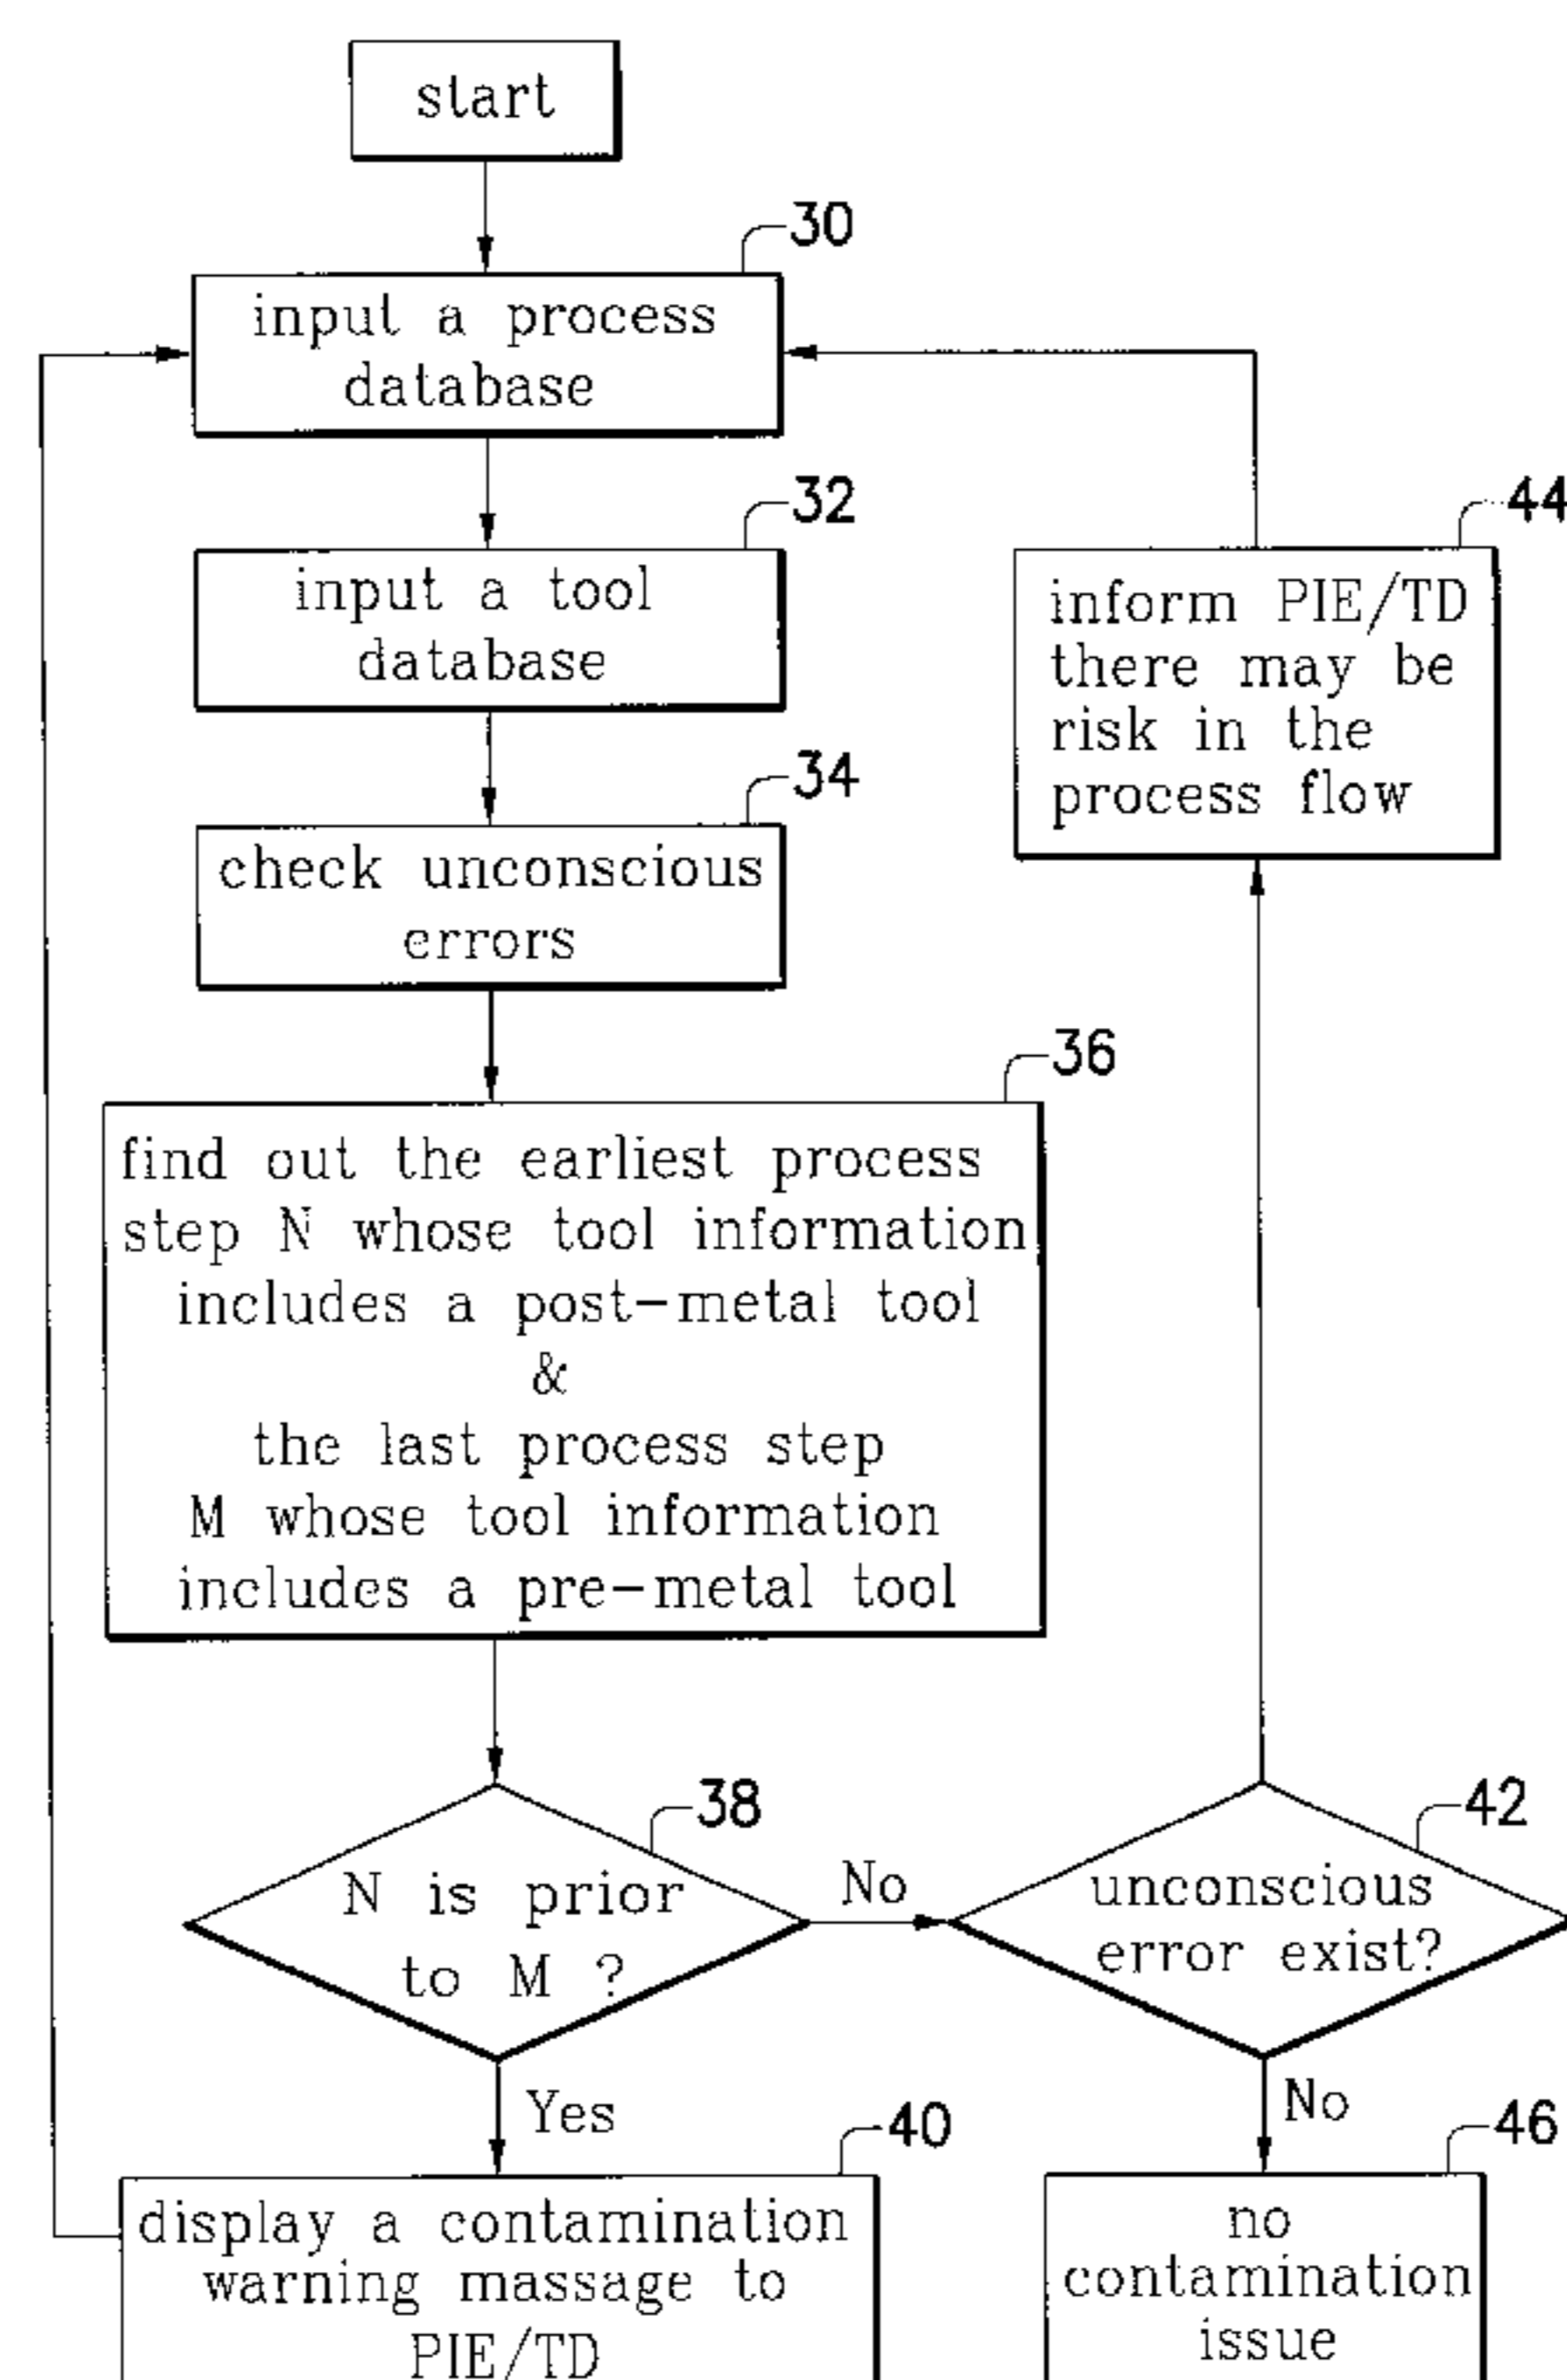 start
30
input a process
database
32
input a tool
database
34
check unconscious
errors
44
inform PIE/TD
there may be
risk in the
process flow
36
find out the earliest process
step N whose tool information
includes a post-metal tool
&
the last process step
M whose tool information
includes a pre-metal tool
38
N is prior
to M ?
No
42
unconscious
error exist?
Yes
No
40
display a contamination
warning massage to
PIE/TD
46
no
contamination
issue